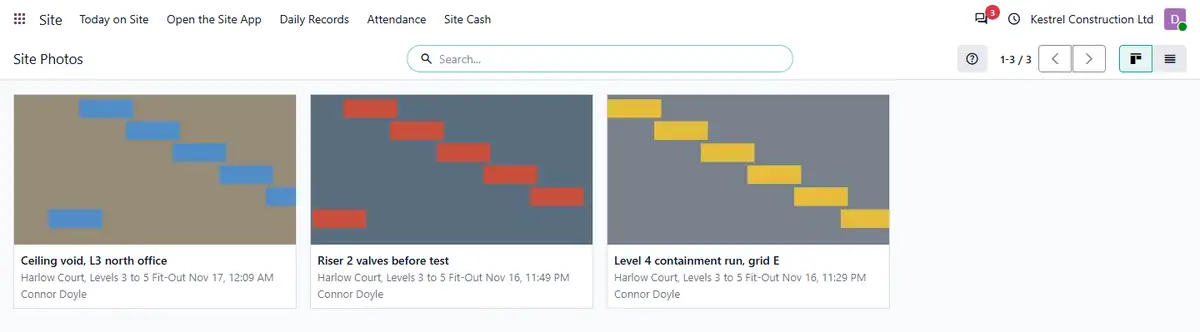 Site Today on Site Open the Site App Daily Records Attendance Site Cash 3 Kestrel Construction Ltd D
Site Photos Search... 1-3 / 3
Ceiling void, L3 north office
Harlow Court, Levels 3 to 5 Fit-Out Nov 17, 12:09 AM
Connor Doyle
Riser 2 valves before test
Harlow Court, Levels 3 to 5 Fit-Out Nov 16, 11:49 PM
Connor Doyle
Level 4 containment run, grid E
Harlow Court, Levels 3 to 5 Fit-Out Nov 16, 11:29 PM
Connor Doyle